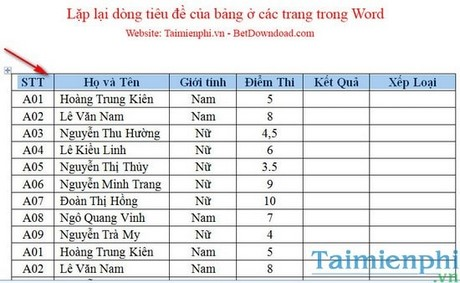 Lặp lại dòng tiêu đề của bảng ở các trang trong Word
Website: Taimienphi.vn - BetDowndoad.com
STT Họ và Tên Giới tính Điểm Thi Kết Quả Xếp Loại
A01 Hoàng Trung Kiên Nam 5
A02 Lê Văn Nam Nam 8
A03 Nguyễn Thu Hường Nữ 4,5
A04 Lê Kiều Linh Nữ 6
A05 Nguyễn Thị Thùy Nữ 3.5
A06 Nguyễn Minh Trang Nữ 9
A07 Đoàn Thị Hồng Nữ 10
A08 Ngô Quang Vinh Nam 7
A09 Nguyễn Trà My Nữ 4
A01 Hoàng Trung Kiên Nam 5
A02 Lê Văn Nam Nam 8
Taimienphi
.vn